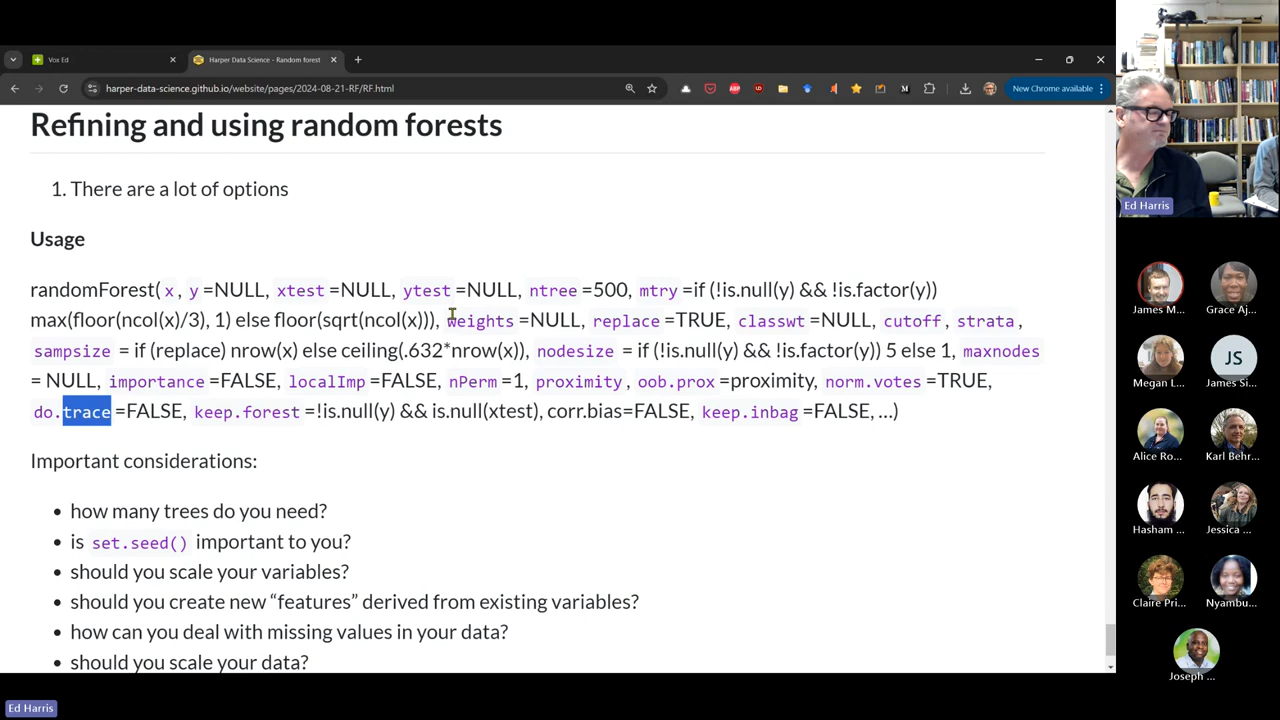 Vox Ed
Harper Data Science - Random forest
harper-data-science.github.io/website/pages/2024-08-21-RF/RF.html
New Chrome available
Refining and using random forests
1. There are a lot of options
Usage
randomForest( x , y =NULL, xtest =NULL, ytest =NULL, ntree =500, mtry =if (!is.null(y) && !is.factor(y))
max(floor(ncol(x)/3), 1) else floor(sqrt(ncol(x))), weights =NULL, replace =TRUE, classwt =NULL, cutoff , strata ,
sampsize = if (replace) nrow(x) else ceiling(.632*nrow(x)), nodesize = if (!is.null(y) && !is.factor(y)) 5 else 1, maxnodes
= NULL, importance =FALSE, localImp =FALSE, nPerm =1, proximity , oob.prox =proximity, norm.votes =TRUE,
do.trace =FALSE, keep.forest =!is.null(y) && is.null(xtest), corr.bias=FALSE, keep.inbag =FALSE, ...)
Important considerations:
• how many trees do you need?
• is set.seed() important to you?
• should you scale your variables?
• should you create new “features” derived from existing variables?
• how can you deal with missing values in your data?
• should you scale your data?
Ed Harris
James M...
Grace Aj...
JS
Megan L...
James Si...
Alice Ro...
Karl Behr...
Hasham ...
Jessica ...
Claire Pri...
Nyambu...
Joseph ...
Ed Harris